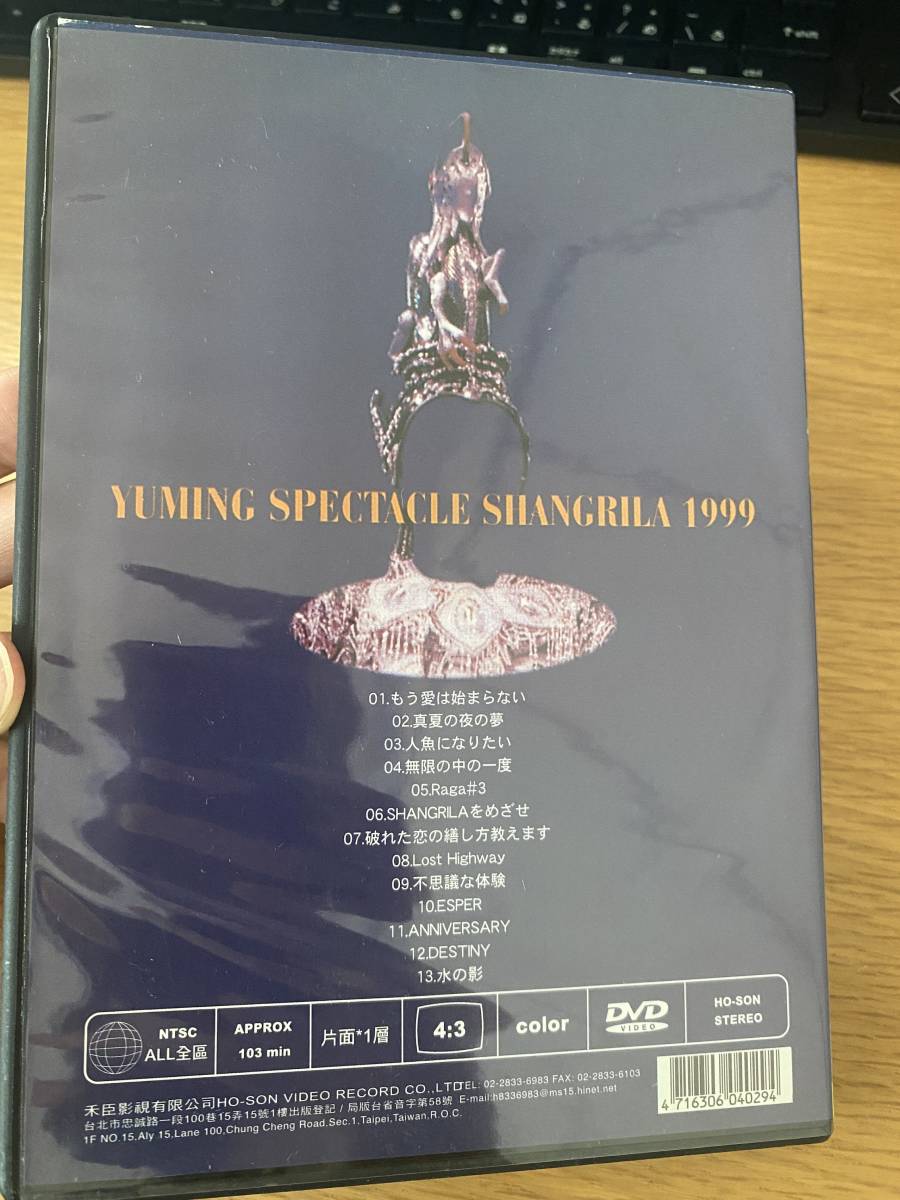 YUMING SPECTACLE SHANGRILA 1999
01.もう愛は始まらない
02.真夏の夜の夢
03.人魚になりたい
04.無限の中の一度
05.Raga#3
06.SHANGRILAをめざせ
07.破れた恋の繕し方教えます
08.Lost Highway
09.不思議な体験
10.ESPER
11.ANNIVERSARY
12.DESTINY
13.水の影
NTSC
ALL全區
APPROX
103 min
片面*1層
4:3
color
DVD
VIDEO
HO-SON
STEREO
禾臣影視有限公司HO-SON VIDEO RECORD CO.,LTD TEL: 02-2833-6983 FAX: 02-2833-6103
台北市忠誠路一段100巷15弄15號1樓出版登記 / 局版台省音字第58號 E-mail:h8336983@ms15.hinet.net
1F NO.15,Aly 15,Lane 100,Chung Cheng Road.Sec.1,Taipei,Taiwan,R.O.C.
4 716306 040294